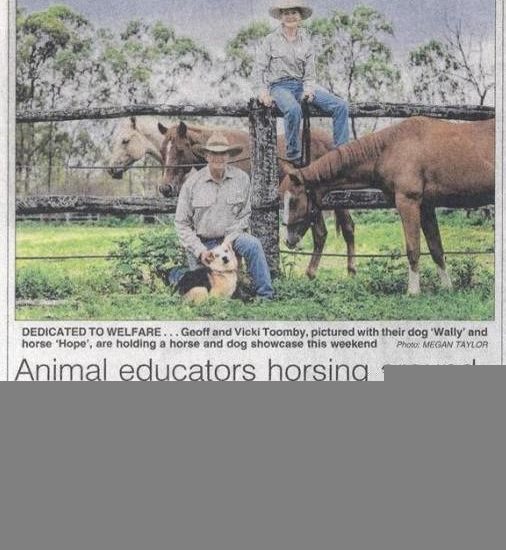 DEDICATED TO WELFARE . . . Geoff and Vicki Toomby, pictured with their dog 'Wally' and
horse 'Hope', are holding a horse and dog showcase this weekend Photo: MEGAN TAYLOR
Animal educators horsing